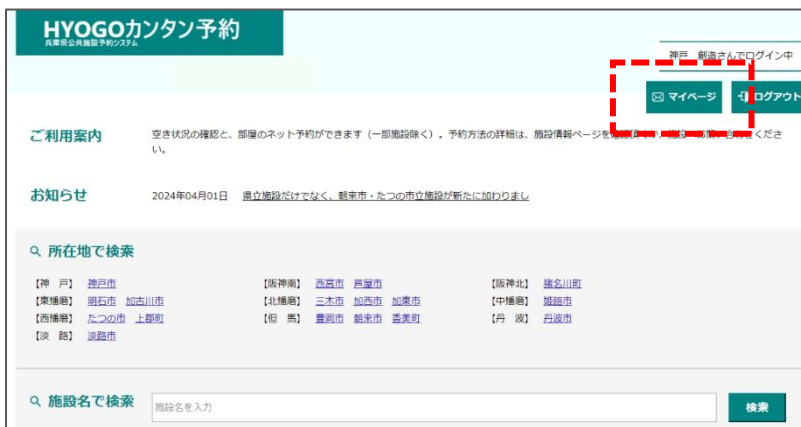 HYOGOカンタン予約
兵庫県公共施設予約システム
神戸 創造さんでログイン中
マイページ
ログアウト
ご利用案内
空き状況の確認と、部屋のネット予約ができます（一部施設除く）。予約方法の詳細は、施設情報ページを
ください。
お知らせ
2024年04月01日 県立施設だけでなく、朝来市・たつの市立施設が新たに加わりまし
所在地で検索
【神 戸】 神戸市 【阪神南】 西宮市 芦屋市 【阪神北】 猪名川町
【東播磨】 明石市 加古川市 【北播磨】 三木市 加西市 加東市 【中播磨】 姫路市
【西播磨】 たつの市 上郡町 【但 馬】 豊岡市 朝来市 香美町 【丹 波】 丹波市
【淡 路】 淡路市
施設名で検索
施設名を入力
検索